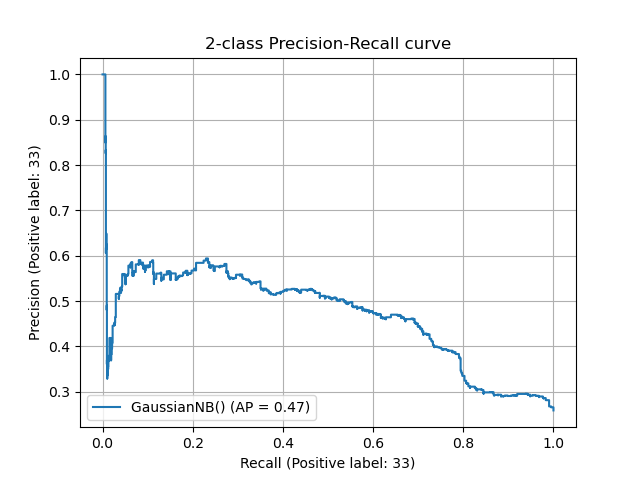 2-class Precision-Recall curve
Precision (Positive label: 33)
1.0
0.9
0.8
0.7
0.6
0.5
0.4
0.3
GaussianNB() (AP = 0.47)
0.0 0.2 0.4 0.6 0.8 1.0
Recall (Positive label: 33)